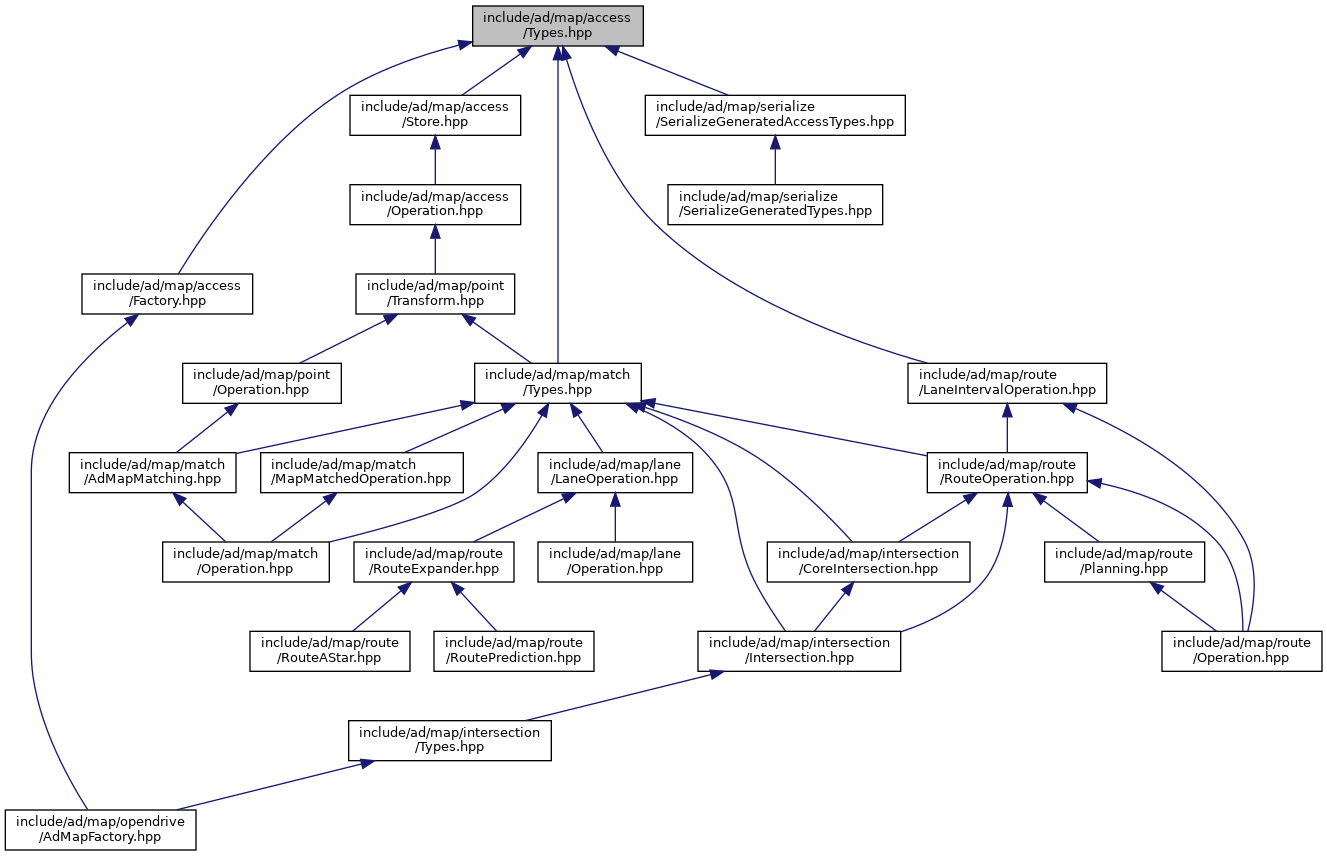 include/ad/map/access
/Types.hpp
include/ad/map/access
/Store.hpp
include/ad/map/serialize
/SerializeGeneratedAccessTypes.hpp
include/ad/map/access
/Operation.hpp
include/ad/map/serialize
/SerializeGeneratedTypes.hpp
include/ad/map/access
/Factory.hpp
include/ad/map/point
/Transform.hpp
include/ad/map/point
/Operation.hpp
include/ad/map/match
/Types.hpp
include/ad/map/route
/LaneIntervalOperation.hpp
include/ad/map/match
/AdMapMatching.hpp
include/ad/map/match
/MapMatchedOperation.hpp
include/ad/map/lane
/LaneOperation.hpp
include/ad/map/route
/RouteOperation.hpp
include/ad/map/match
/Operation.hpp
include/ad/map/route
/RouteExpander.hpp
include/ad/map/lane
/Operation.hpp
include/ad/map/intersection
/CoreIntersection.hpp
include/ad/map/route
/Planning.hpp
include/ad/map/route
/RouteAStar.hpp
include/ad/map/route
/RoutePrediction.hpp
include/ad/map/intersection
/Intersection.hpp
include/ad/map/route
/Operation.hpp
include/ad/map/intersection
/Types.hpp
include/ad/map/opendrive
/AdMapFactory.hpp